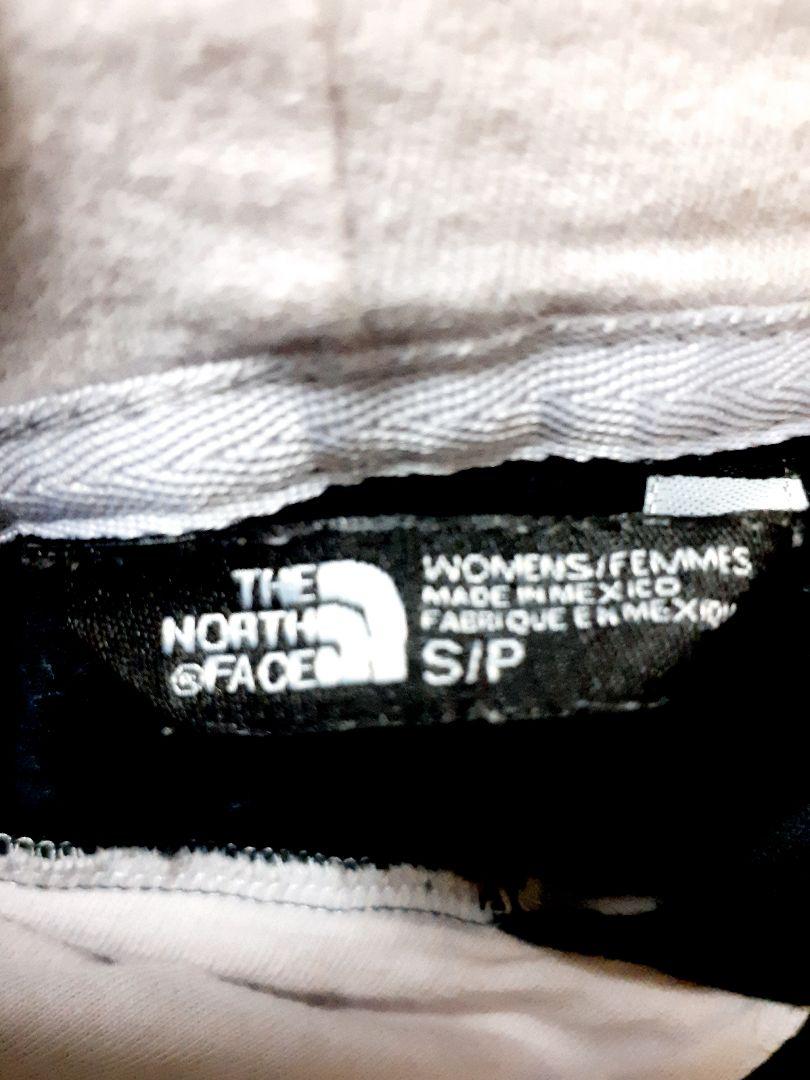 THE
NORTH
FACE
WOMENS/FEMMES
MADE IN MEXICO
FABRIQUE EN MEXIQUE
S/P